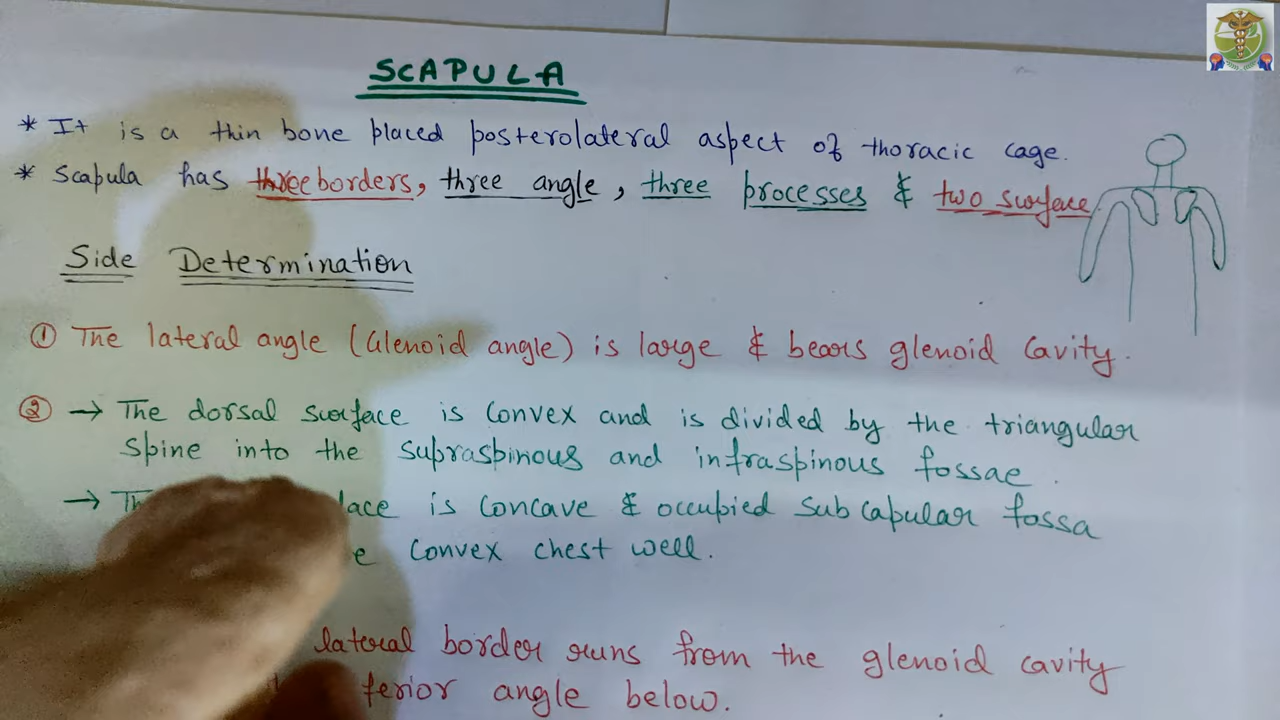 SCAPULA
* It is a thin bone placed posterolateral aspect of thoracic cage.
* Scapula has three borders, three angle, three processes & two surface
Side Determination
① The lateral angle (Glenoid angle) is large & bears glenoid cavity.
② → The dorsal surface is convex and is divided by the triangular
spine into the supraspinous and infraspinous fossae.
→ is concave & occupied Subcapular fossa
convex chest well.
lateral border runs from the glenoid cavity
angle below.